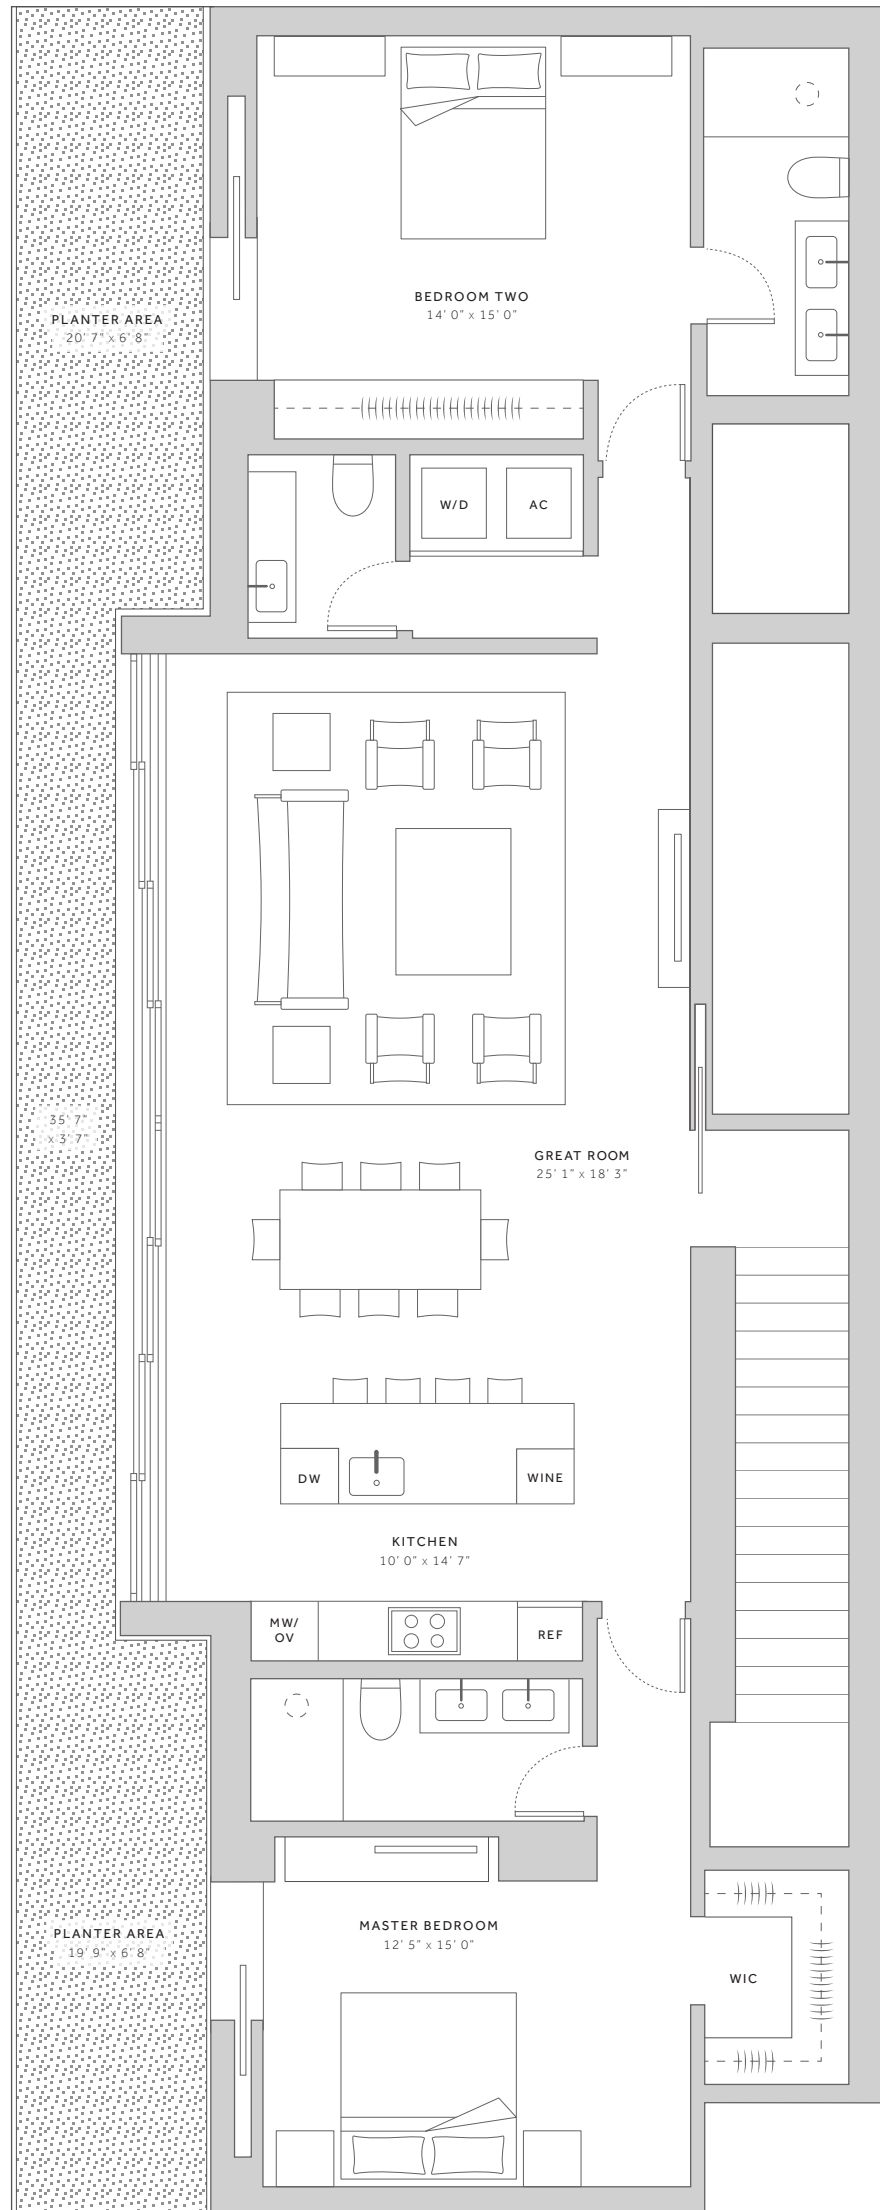 BEDROOM TWO
14' 0" x 15' 0"
PLANTER AREA
20' 7" x 6' 8"
W/D
AC
35' 7"
x 3' 7"
GREAT ROOM
25' 1" x 18' 3"
DW
WINE
KITCHEN
10' 0" x 14' 7"
MW/
OV
REF
MASTER BEDROOM
12' 5" x 15' 0"
PLANTER AREA
19' 9" x 6' 8"
WIC